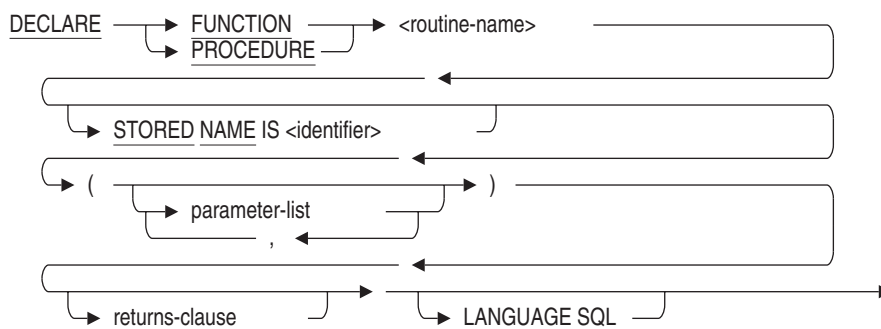 DECLARE FUNCTION <routine-name>
PROCEDURE
STORED NAME IS <identifier>
( )
parameter-list
,
returns-clause LANGUAGE SQL